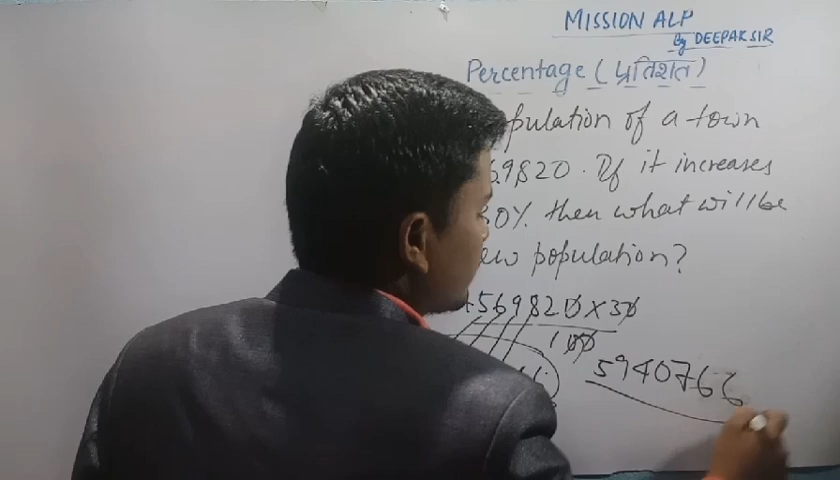 MISSION ALP
By DEEPAK SIR
Percentage (प्रतिशत)
pulation of a town
69820. If it increases
30%. then what will be
ew population?
4569820 × 30
100
5940766